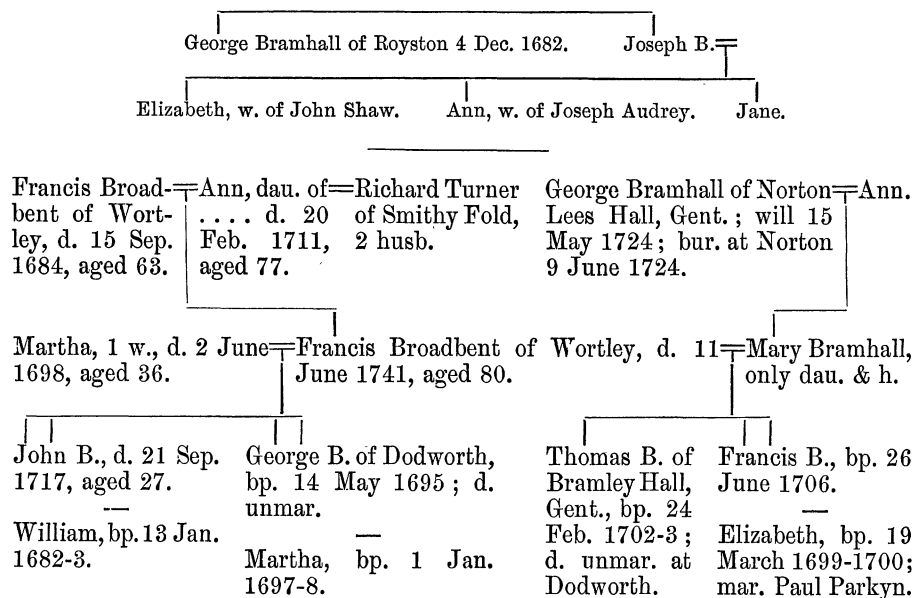 George Bramhall of Royston 4 Dec. 1682. Joseph B.=
Elizabeth, w. of John Shaw. Ann, w. of Joseph Audrey. Jane.
Francis Broad-=Ann, dau. of=Richard Turner George Bramhall of Norton=Ann.
bent of Wort- .... d. 20 of Smithy Fold, Lees Hall, Gent.; will 15
ley, d. 15 Sep. Feb. 1711, 2 husb. May 1724; bur. at Norton
1684, aged 63. aged 77. 9 June 1724.
Martha, 1 w., d. 2 June=Francis Broadbent of Wortley, d. 11=Mary Bramhall,
1698, aged 36. June 1741, aged 80. only dau. & h.
John B., d. 21 Sep. George B. of Dodworth, Thomas B. of Francis B., bp. 26
1717, aged 27. bp. 14 May 1695; d. Bramley Hall, June 1706.
— unmar. Gent., bp. 24 —
William, bp. 13 Jan. — Feb. 1702-3; Elizabeth, bp. 19
1682-3. Martha, bp. 1 Jan. d. unmar. at March 1699-1700;
1697-8. Dodworth. mar. Paul Parkyn.